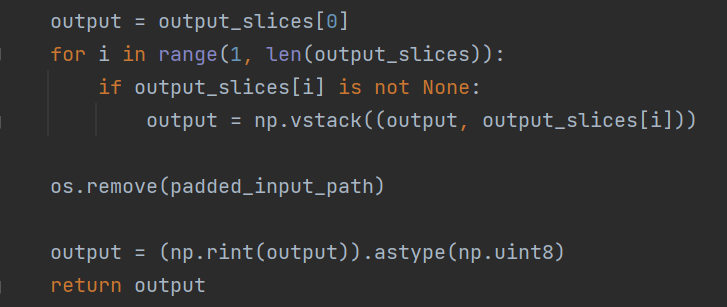 output = output_slices[0]
for i in range(1, len(output_slices)):
if output_slices[i] is not None:
output = np.vstack((output, output_slices[i]))
os.remove(padded_input_path)
output = (np.rint(output)).astype(np.uint8)
return output